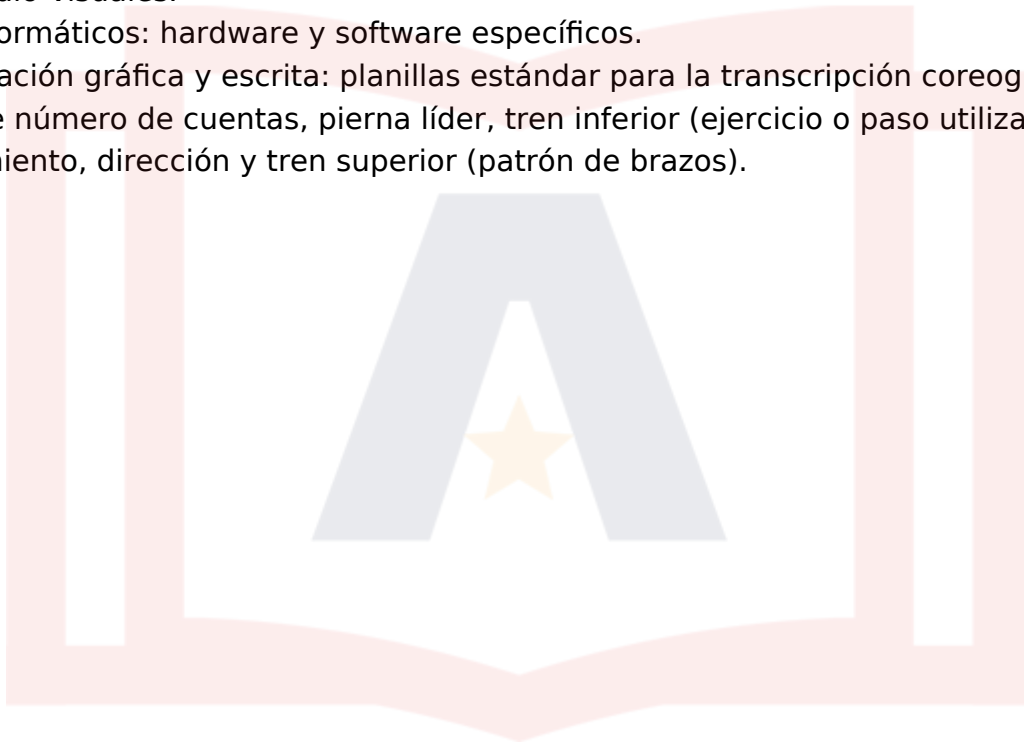 ormáticos: hardware y software específicos.
ación gráfica y escrita: planillas estándar para la transcripción coreog
número de cuentas, pierna líder, tren inferior (ejercicio o paso utiliza
iento, dirección y tren superior (patrón de brazos).